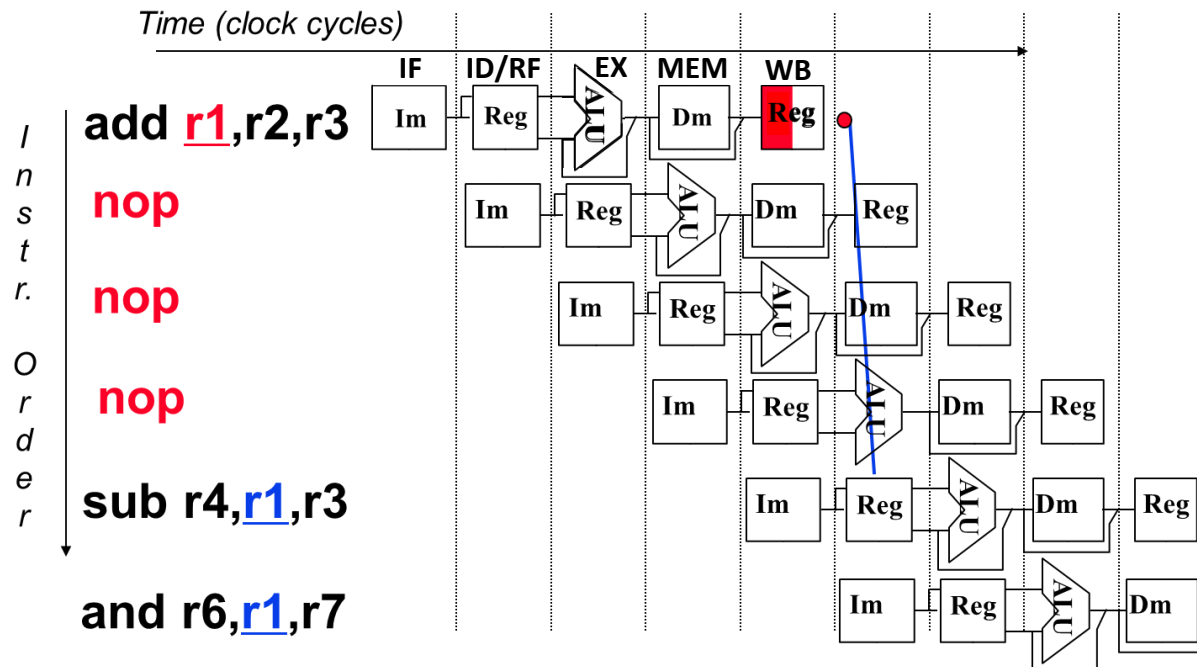 Time (clock cycles)
IF ID/RF EX MEM WB
Instr. Order
add r1,r2,r3
Im Reg ALU Dm Reg
nop
Im Reg ALU Dm Reg
nop
Im Reg ALU Dm Reg
nop
Im Reg ALU Dm Reg
sub r4,r1,r3
Im Reg ALU Dm Reg
and r6,r1,r7
Im Reg ALU Dm